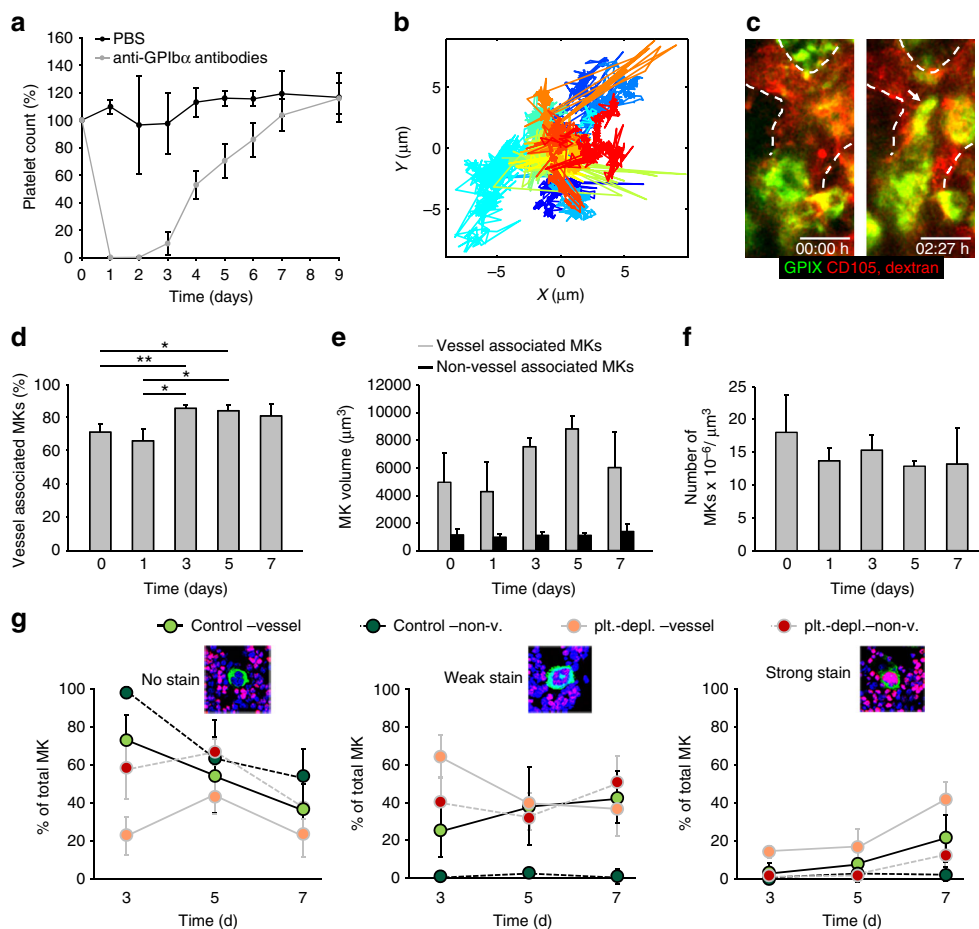 a
PBS
anti-GPIbα antibodies
Platelet count (%)
160
140
120
100
80
60
40
20
0
0 1 2 3 4 5 6 7 8 9
Time (days)
b
Y (μm)
5
0
−5
−5 0 5
X (μm)
c
00:00 h
02:27 h
GPIX CD105, dextran
d
Vessel associated MKs (%)
100
80
60
40
20
0
*
**
*
*
0 1 3 5 7
Time (days)
e
Vessel associated MKs
Non-vessel associated MKs
MK volume (μm³)
12000
10000
8000
6000
4000
2000
0
0 1 3 5 7
Time (days)
f
Number of
MKs x 10⁻⁶/ μm³
25
20
15
10
5
0
0 1 3 5 7
Time (days)
g
Control –vessel
Control –non-v.
plt.-depl. –vessel
plt.-depl.–non-v.
No stain
% of total MK
100
80
60
40
20
0
3 5 7
Time (d)
Weak stain
% of total MK
100
80
60
40
20
0
3 5 7
Time (d)
Strong stain
% of total MK
100
80
60
40
20
0
3 5 7
Time (d)